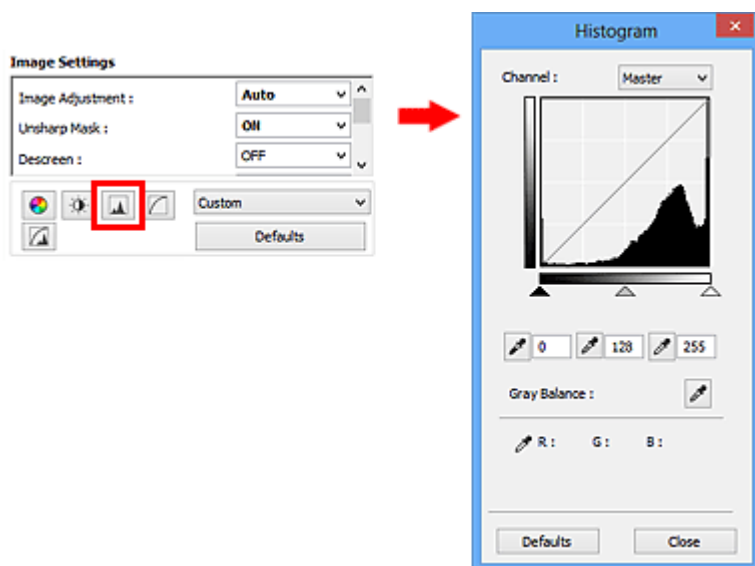 Image Settings
Image Adjustment : Auto
Unsharp Mask : ON
Descreen : OFF
Custom
Defaults
Histogram
Channel : Master
0 128 255
Gray Balance :
R : G : B :
Defaults Close